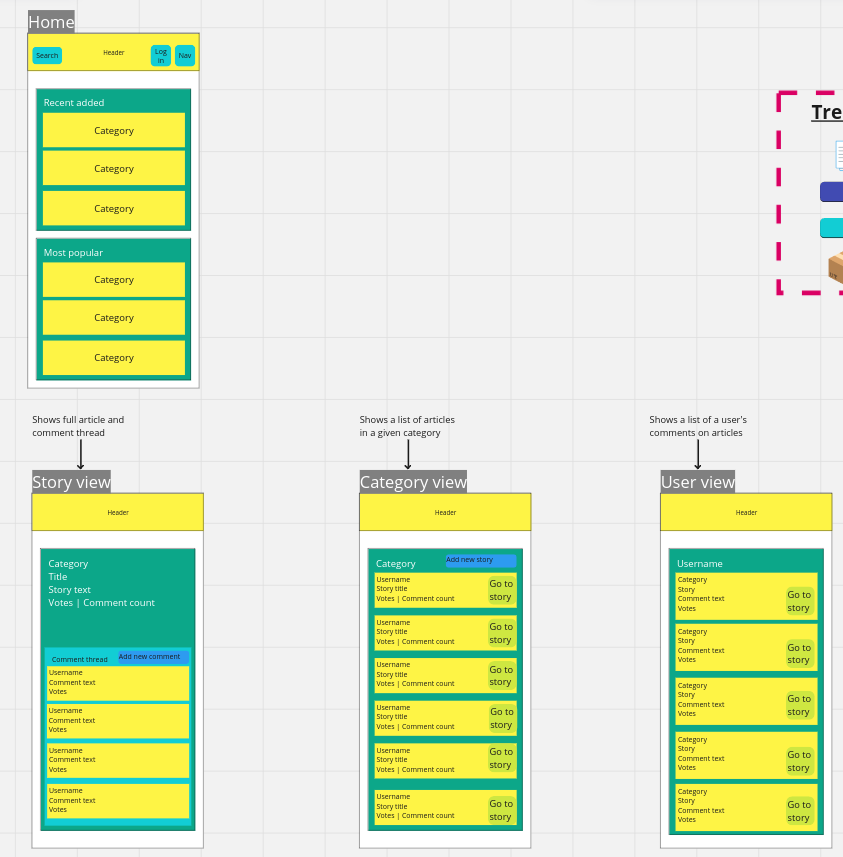 Home
Search
Header
Log
in
Nav
Recent added
Category
Category
Category
Most popular
Category
Category
Category
Tre
Shows full article and
comment thread
Story view
Header
Category
Title
Story text
Votes | Comment count
Comment thread
Add new comment
Username
Comment text
Votes
Username
Comment text
Votes
Username
Comment text
Votes
Username
Comment text
Votes
Shows a list of articles
in a given category
Category view
Header
Category
Add new story
Username
Story title
Votes | Comment count
Go to
story
Username
Story title
Votes | Comment count
Go to
story
Username
Story title
Votes | Comment count
Go to
story
Username
Story title
Votes | Comment count
Go to
story
Username
Story title
Votes | Comment count
Go to
story
Username
Story title
Votes | Comment count
Go to
story
Shows a list of a user's
comments on articles
User view
Header
Username
Category
Story
Comment text
Votes
Go to
story
Category
Story
Comment text
Votes
Go to
story
Category
Story
Comment text
Votes
Go to
story
Category
Story
Comment text
Votes
Go to
story
Category
Story
Comment text
Votes
Go to
story